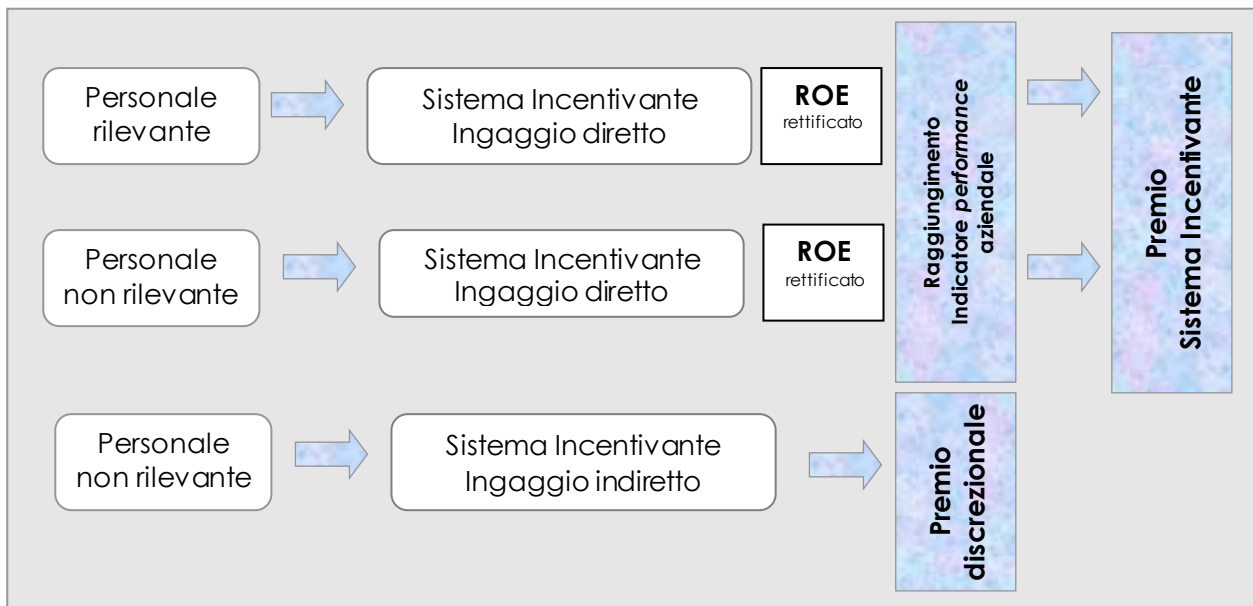 Personale
rilevante
Sistema Incentivante
Ingaggio diretto
ROE
rettificato
Personale
non rilevante
Sistema Incentivante
Ingaggio diretto
ROE
rettificato
Raggiungimento
Indicatore performance
aziendale
Premio
Sistema Incentivante
Personale
non rilevante
Sistema Incentivante
Ingaggio indiretto
Premio
discrezionale